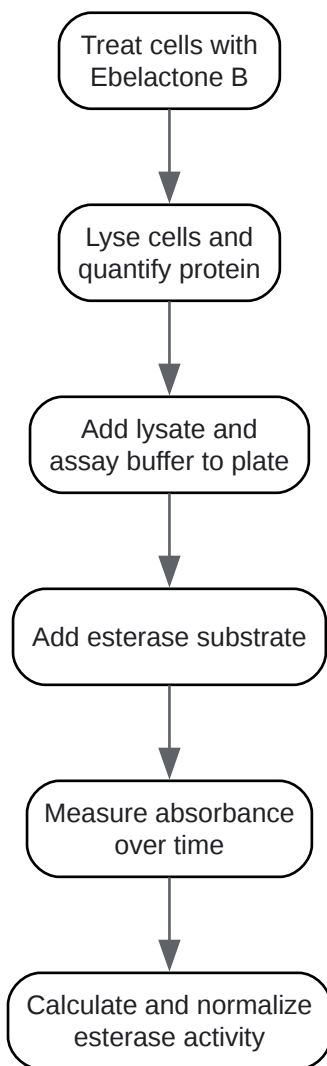 Treat cells with
Ebelactone B
Lyse cells and
quantify protein
Add lysate and
assay buffer to plate
Add esterase substrate
Measure absorbance
over time
Calculate and normalize
esterase activity